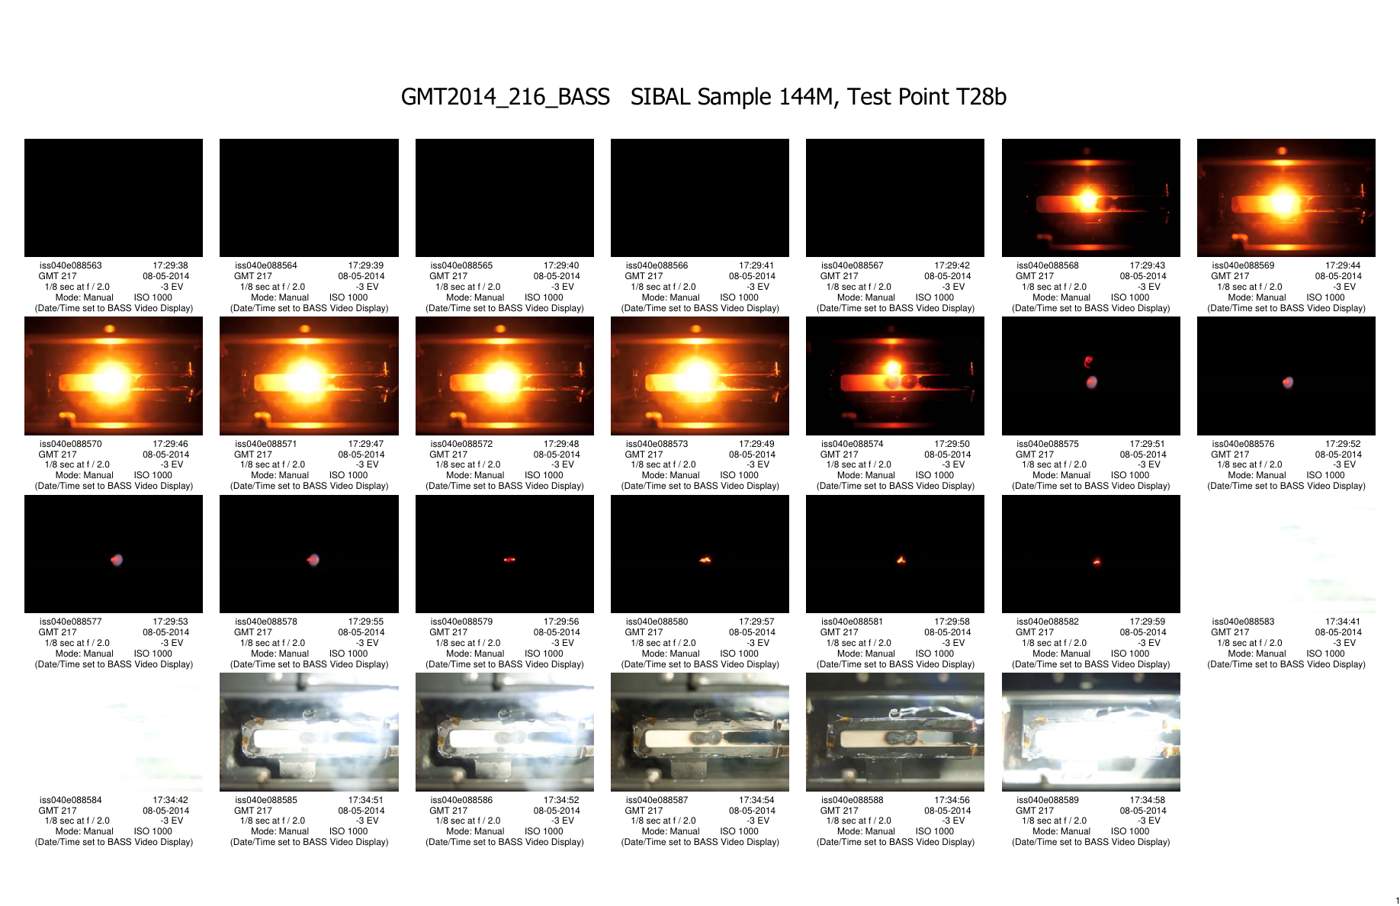 GMT2014_216_BASS SIBAL Sample 144M, Test Point T28b
iss040e088563 17:29:38
GMT 217 08-05-2014
1/8 sec at f / 2.0 -3 EV
Mode: Manual ISO 1000
(Date/Time set to BASS Video Display)
iss040e088564 17:29:39
GMT 217 08-05-2014
1/8 sec at f / 2.0 -3 EV
Mode: Manual ISO 1000
(Date/Time set to BASS Video Display)
iss040e088565 17:29:40
GMT 217 08-05-2014
1/8 sec at f / 2.0 -3 EV
Mode: Manual ISO 1000
(Date/Time set to BASS Video Display)
iss040e088566 17:29:41
GMT 217 08-05-2014
1/8 sec at f / 2.0 -3 EV
Mode: Manual ISO 1000
(Date/Time set to BASS Video Display)
iss040e088567 17:29:42
GMT 217 08-05-2014
1/8 sec at f / 2.0 -3 EV
Mode: Manual ISO 1000
(Date/Time set to BASS Video Display)
iss040e088568 17:29:43
GMT 217 08-05-2014
1/8 sec at f / 2.0 -3 EV
Mode: Manual ISO 1000
(Date/Time set to BASS Video Display)
iss040e088569 17:29:44
GMT 217 08-05-2014
1/8 sec at f / 2.0 -3 EV
Mode: Manual ISO 1000
(Date/Time set to BASS Video Display)
iss040e088570 17:29:46
GMT 217 08-05-2014
1/8 sec at f / 2.0 -3 EV
Mode: Manual ISO 1000
(Date/Time set to BASS Video Display)
iss040e088571 17:29:47
GMT 217 08-05-2014
1/8 sec at f / 2.0 -3 EV
Mode: Manual ISO 1000
(Date/Time set to BASS Video Display)
iss040e088572 17:29:48
GMT 217 08-05-2014
1/8 sec at f / 2.0 -3 EV
Mode: Manual ISO 1000
(Date/Time set to BASS Video Display)
iss040e088573 17:29:49
GMT 217 08-05-2014
1/8 sec at f / 2.0 -3 EV
Mode: Manual ISO 1000
(Date/Time set to BASS Video Display)
iss040e088574 17:29:50
GMT 217 08-05-2014
1/8 sec at f / 2.0 -3 EV
Mode: Manual ISO 1000
(Date/Time set to BASS Video Display)
iss040e088575 17:29:51
GMT 217 08-05-2014
1/8 sec at f / 2.0 -3 EV
Mode: Manual ISO 1000
(Date/Time set to BASS Video Display)
iss040e088576 17:29:52
GMT 217 08-05-2014
1/8 sec at f / 2.0 -3 EV
Mode: Manual ISO 1000
(Date/Time set to BASS Video Display)
iss040e088577 17:29:53
GMT 217 08-05-2014
1/8 sec at f / 2.0 -3 EV
Mode: Manual ISO 1000
(Date/Time set to BASS Video Display)
iss040e088578 17:29:55
GMT 217 08-05-2014
1/8 sec at f / 2.0 -3 EV
Mode: Manual ISO 1000
(Date/Time set to BASS Video Display)
iss040e088579 17:29:56
GMT 217 08-05-2014
1/8 sec at f / 2.0 -3 EV
Mode: Manual ISO 1000
(Date/Time set to BASS Video Display)
iss040e088580 17:29:57
GMT 217 08-05-2014
1/8 sec at f / 2.0 -3 EV
Mode: Manual ISO 1000
(Date/Time set to BASS Video Display)
iss040e088581 17:29:58
GMT 217 08-05-2014
1/8 sec at f / 2.0 -3 EV
Mode: Manual ISO 1000
(Date/Time set to BASS Video Display)
iss040e088582 17:29:59
GMT 217 08-05-2014
1/8 sec at f / 2.0 -3 EV
Mode: Manual ISO 1000
(Date/Time set to BASS Video Display)
iss040e088583 17:34:41
GMT 217 08-05-2014
1/8 sec at f / 2.0 -3 EV
Mode: Manual ISO 1000
(Date/Time set to BASS Video Display)
iss040e088584 17:34:42
GMT 217 08-05-2014
1/8 sec at f / 2.0 -3 EV
Mode: Manual ISO 1000
(Date/Time set to BASS Video Display)
iss040e088585 17:34:51
GMT 217 08-05-2014
1/8 sec at f / 2.0 -3 EV
Mode: Manual ISO 1000
(Date/Time set to BASS Video Display)
iss040e088586 17:34:52
GMT 217 08-05-2014
1/8 sec at f / 2.0 -3 EV
Mode: Manual ISO 1000
(Date/Time set to BASS Video Display)
iss040e088587 17:34:54
GMT 217 08-05-2014
1/8 sec at f / 2.0 -3 EV
Mode: Manual ISO 1000
(Date/Time set to BASS Video Display)
iss040e088588 17:34:56
GMT 217 08-05-2014
1/8 sec at f / 2.0 -3 EV
Mode: Manual ISO 1000
(Date/Time set to BASS Video Display)
iss040e088589 17:34:58
GMT 217 08-05-2014
1/8 sec at f / 2.0 -3 EV
Mode: Manual ISO 1000
(Date/Time set to BASS Video Display)